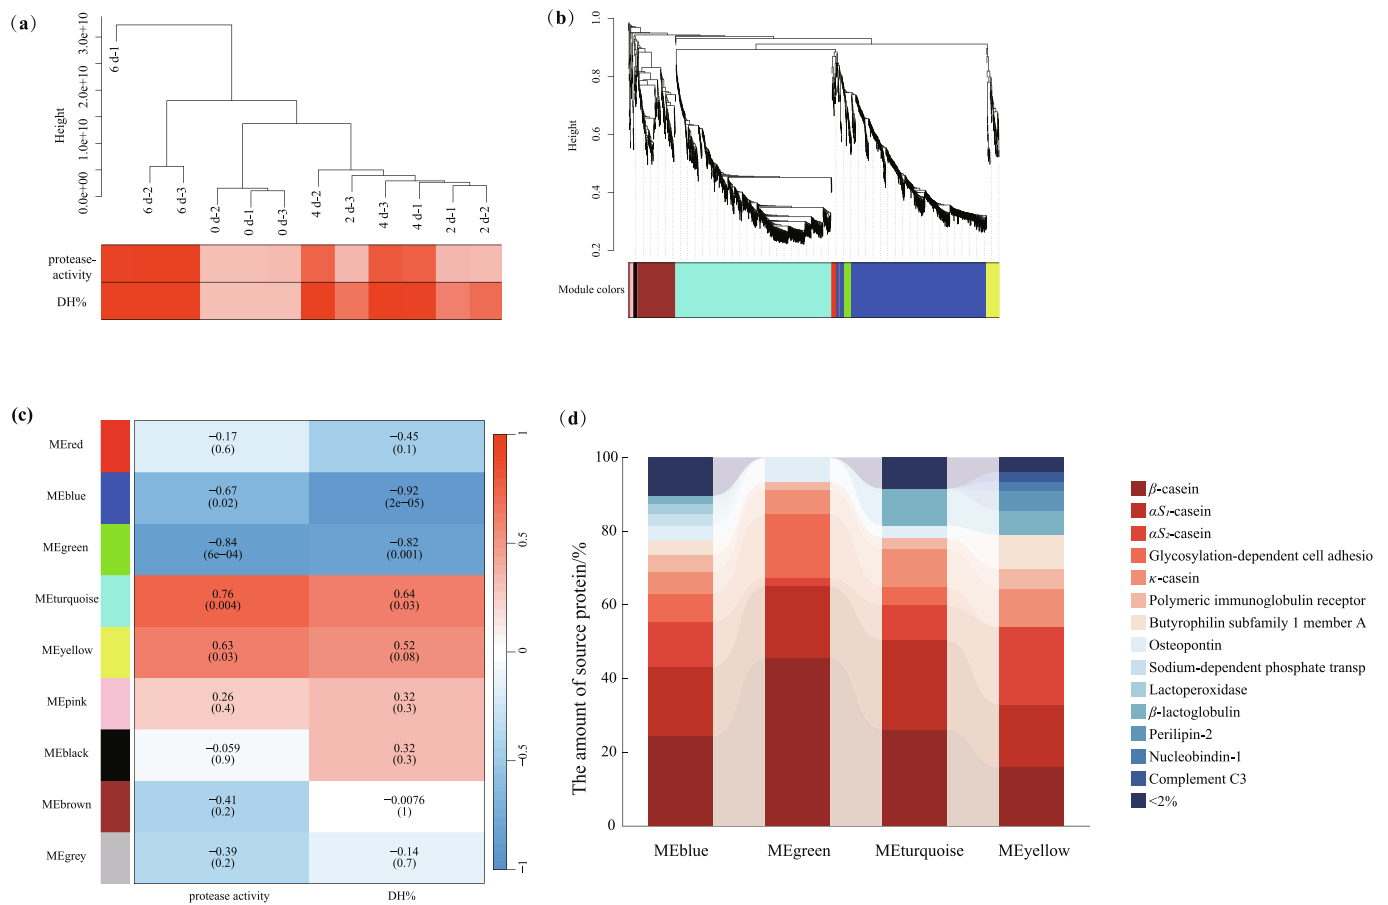 (a)
3.0e+10
2.0e+10
1.0e+10
0.0e+00
Height
6 d-1
6 d-2
6 d-3
0 d-2
0 d-1
0 d-3
4 d-2
2 d-3
4 d-3
4 d-1
2 d-1
2 d-2
protease-
activity
DH%
(b)
1.0
0.8
0.6
0.4
0.2
Height
Module colors
(c)
MEred
−0.17
(0.6)
−0.45
(0.1)
MEblue
−0.67
(0.02)
−0.92
(2e−05)
MEgreen
−0.84
(6e−04)
−0.82
(0.001)
MEturquoise
0.76
(0.004)
0.64
(0.03)
MEyellow
0.63
(0.03)
0.52
(0.08)
MEpink
0.26
(0.4)
0.32
(0.3)
MEblack
−0.059
(0.9)
0.32
(0.3)
MEbrown
−0.41
(0.2)
−0.0076
(1)
MEgrey
−0.39
(0.2)
−0.14
(0.7)
protease activity
DH%
1
0.5
0
−0.5
−1
(d)
The amount of source protein/%
100
80
60
40
20
0
MEblue
MEgreen
MEturquoise
MEyellow
β-casein
αS₁-casein
αS₂-casein
Glycosylation-dependent cell adhesio
κ-casein
Polymeric immunoglobulin receptor
Butyrophilin subfamily 1 member A
Osteopontin
Sodium-dependent phosphate transp
Lactoperoxidase
β-lactoglobulin
Perilipin-2
Nucleobindin-1
Complement C3
<2%